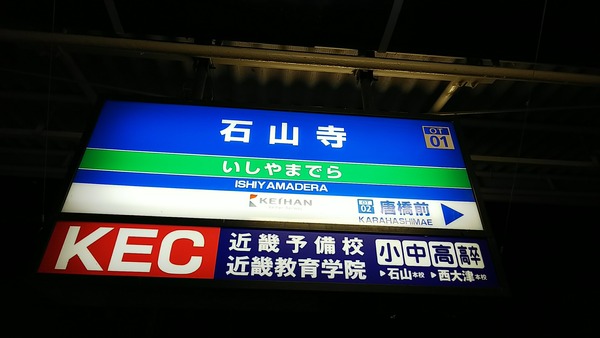 石山寺
OT
01
いしやまでら
ISHIYAMADERA
KEIHAN
02
唐橋前
KARAHASHIMAE
KEC
近畿予備校
近畿教育学院
小中高高卒
▶石山本校 ▶西大津本校